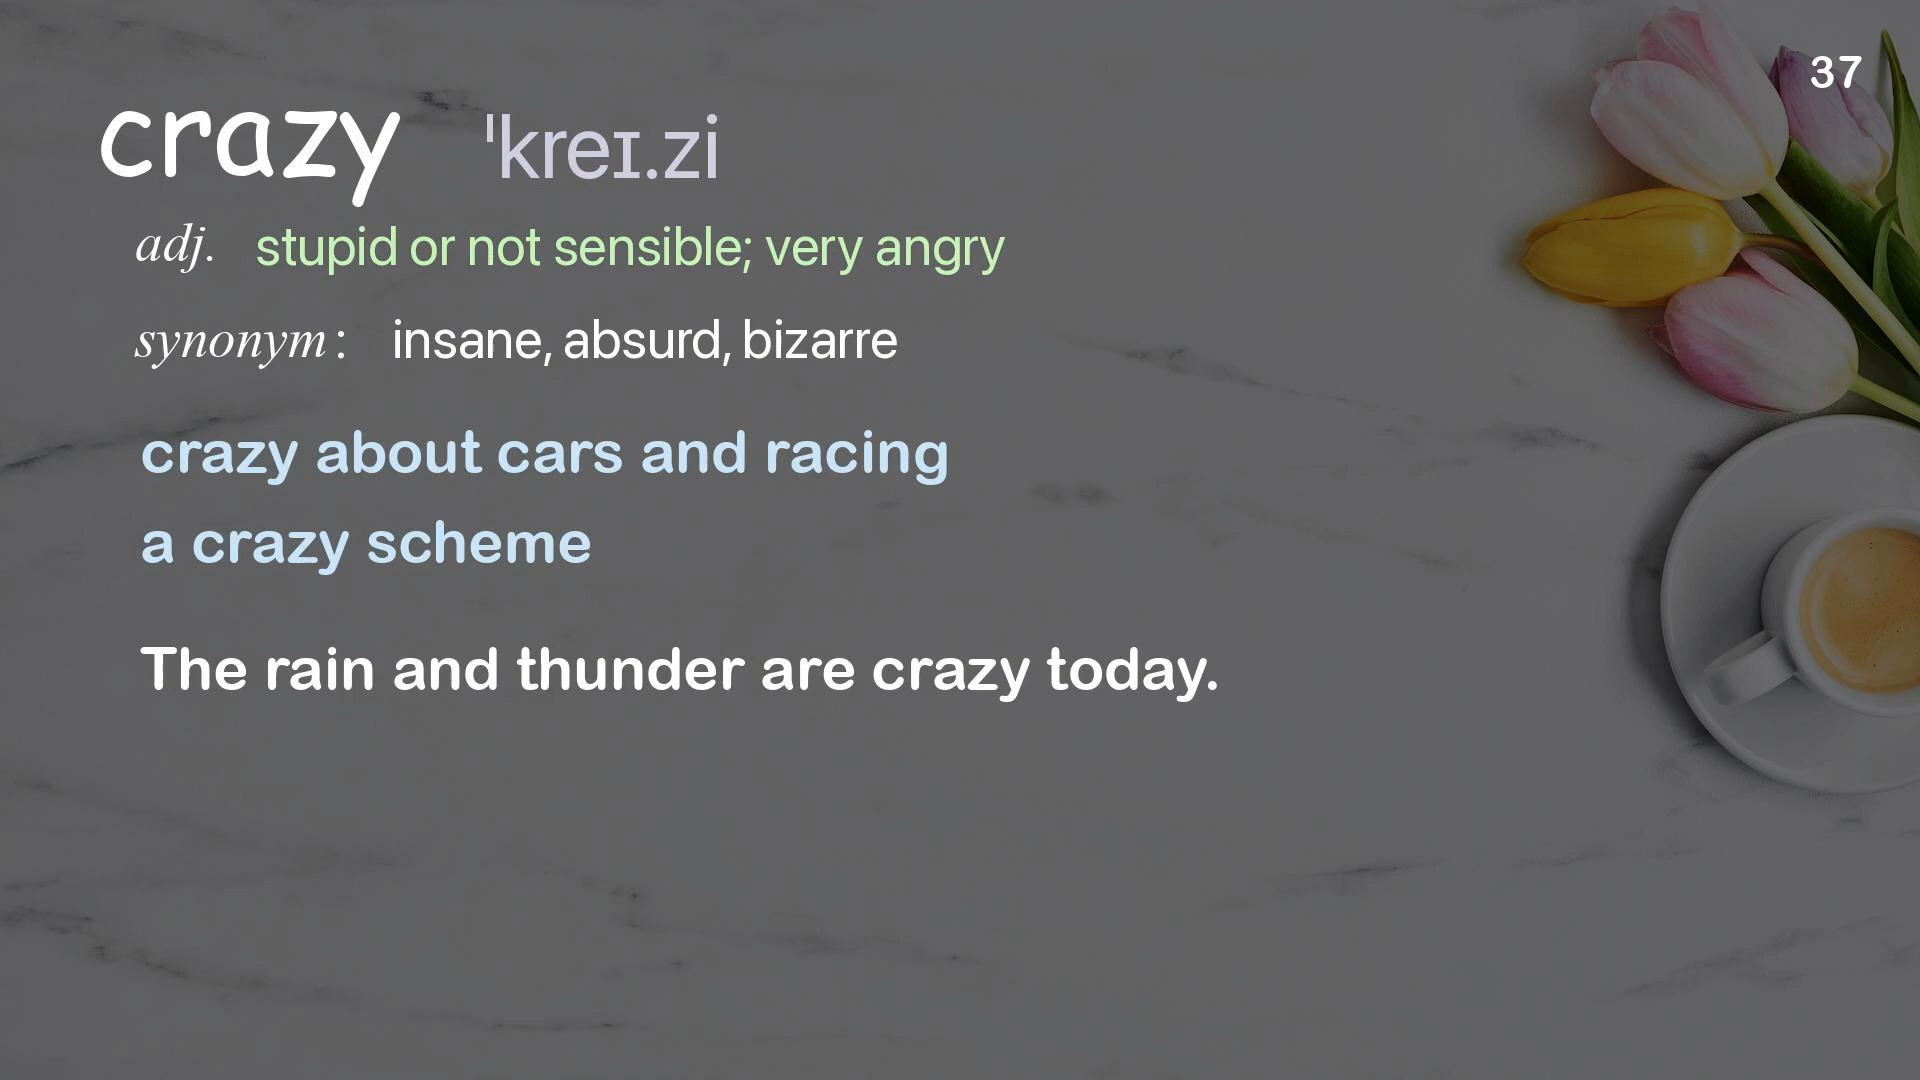 37
crazy ˈkreɪ.zi
adj. stupid or not sensible; very angry
synonym: insane, absurd, bizarre
crazy about cars and racing
a crazy scheme
The rain and thunder are crazy today.